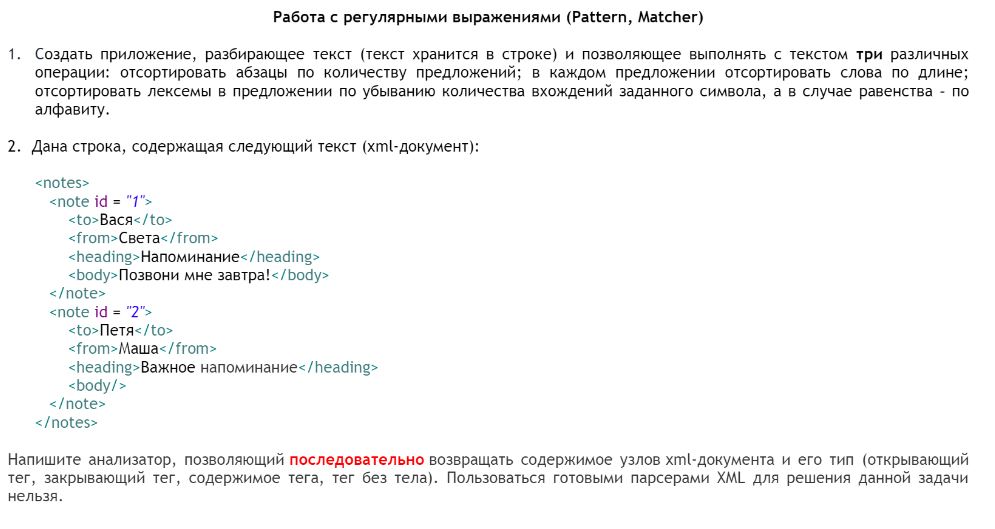 Работа с регулярными выражениями (Pattern, Matcher)
1. Создать приложение, разбирающее текст (текст хранится в строке) и позволяющее выполнять с текстом три различных
операции: отсортировать абзацы по количеству предложений; в каждом предложении отсортировать слова по длине;
отсортировать лексемы в предложении по убыванию количества вхождений заданного символа, а в случае равенства – по
алфавиту.
2. Дана строка, содержащая следующий текст (xml-документ):
<notes>
<note id = "1">
<to>Вася</to>
<from>Света</from>
<heading>Напоминание</heading>
<body>Позвони мне завтра!</body>
</note>
<note id = "2">
<to>Петя</to>
<from>Маша</from>
<heading>Важное напоминание</heading>
<body/>
</note>
</notes>
Напишите анализатор, позволяющий последовательно возвращать содержимое узлов xml-документа и его тип (открывающий
тег, закрывающий тег, содержимое тега, тег без тела). Пользоваться готовыми парсерами XML для решения данной задачи
нельзя.